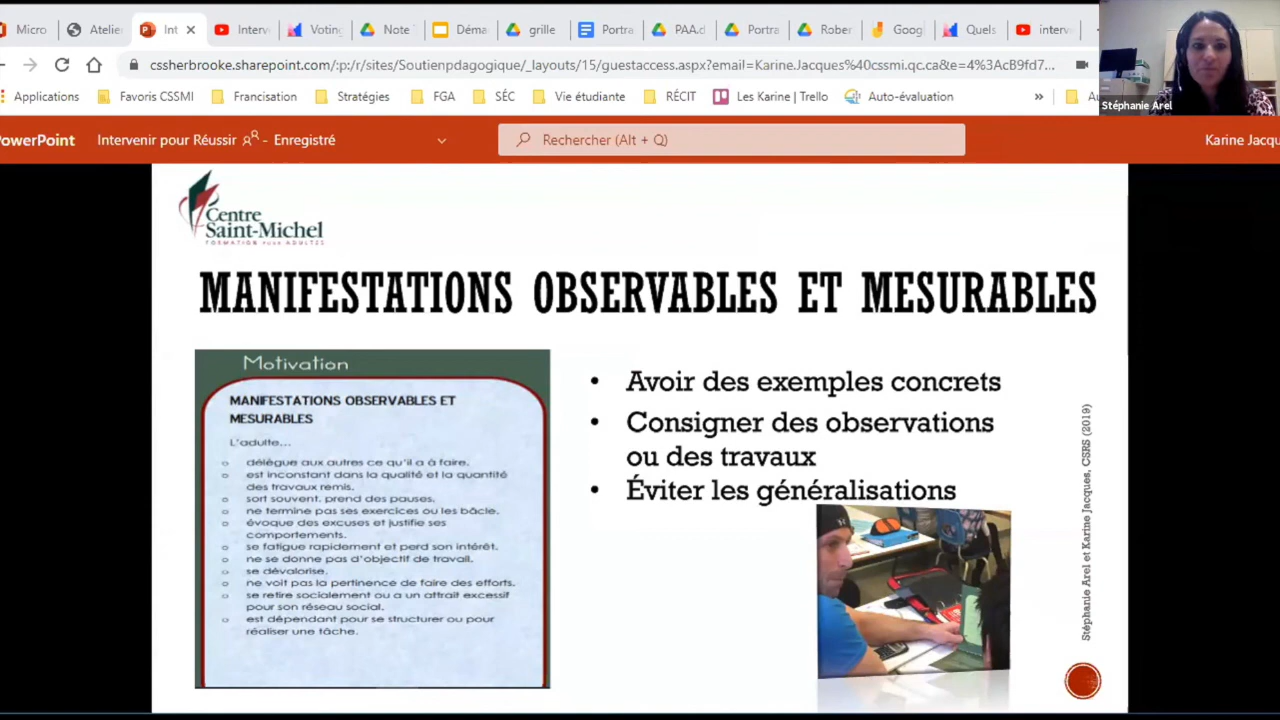 Micro
Atelie
Int
Interv
Voting
Note
Déma
grille
Portra
PAA.d
Portra
Rober
Googl
Quels
interv
cssherbrooke.sharepoint.com/:p:/r/sites/Soutienpdagogique/_layouts/15/guestaccess.aspx?email=Karine.Jacques%40cssmi.qc.ca&e=4%3AcB9fd7...
Applications
Favoris CSSMI
Francisation
Stratégies
FGA
SÉC
Vie étudiante
RÉCIT
Les Karine | Trello
Auto-évaluation
»
Au
Stéphanie Arel
PowerPoint
Intervenir pour Réussir - Enregistré
Rechercher (Alt + Q)
Karine Jacqu
Centre
Saint-Michel
FORMATION POUR ADULTES
MANIFESTATIONS OBSERVABLES ET MESURABLES
Motivation
MANIFESTATIONS OBSERVABLES ET
MESURABLES
L'adulte...
o délègue aux autres ce qu'il a à faire.
o est inconstant dans la qualité et la quantité
des travaux remis.
o sort souvent, prend des pauses.
o ne termine pas ses exercices ou les bâcle.
o évoque des excuses et justifie ses
comportements.
o se fatigue rapidement et perd son intérêt.
o ne se donne pas d'objectif de travail.
o se dévalorise.
o ne voit pas la pertinence de faire des efforts.
o se retire socialement ou a un attrait excessif
pour son réseau social.
o est dépendant pour se structurer ou pour
réaliser une tâche.
• Avoir des exemples concrets
• Consigner des observations
ou des travaux
• Éviter les généralisations
Stéphanie Arel et Karine Jacques, CSRS (2019)